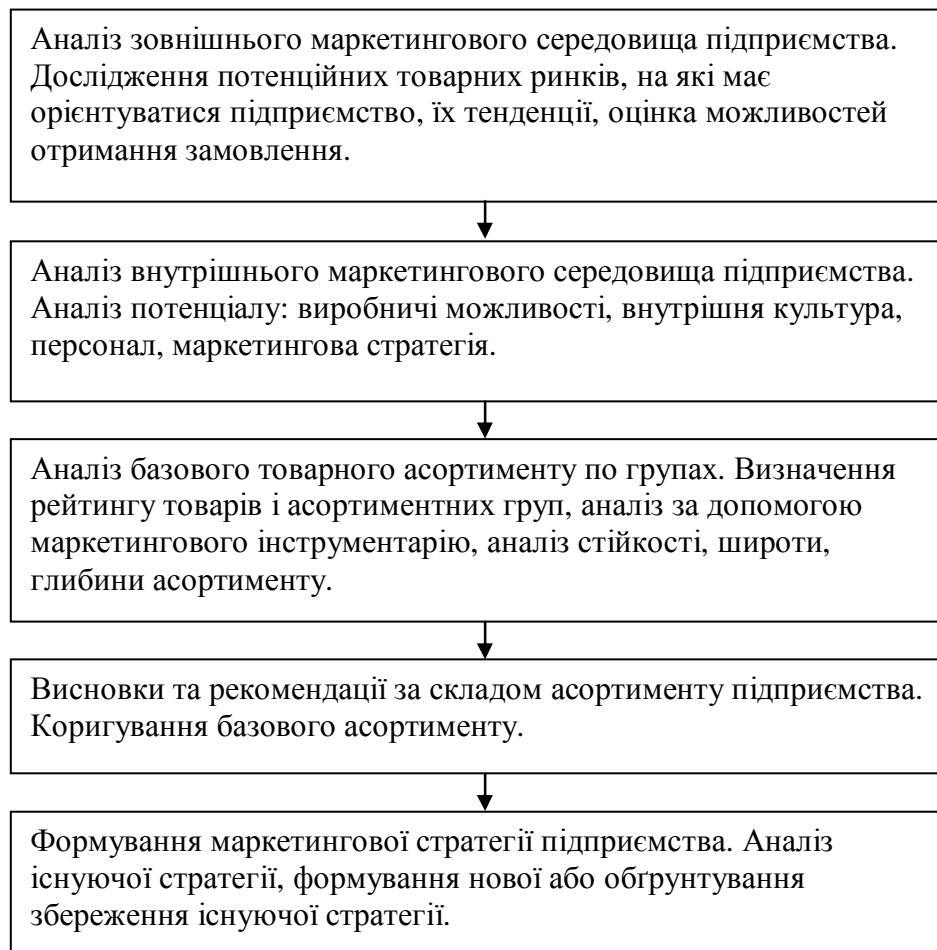 Аналіз зовнішнього маркетингового середовища підприємства.
Дослідження потенційних товарних ринків, на які має
орієнтуватися підприємство, їх тенденції, оцінка можливостей
отримання замовлення.
Аналіз внутрішнього маркетингового середовища підприємства.
Аналіз потенціалу: виробничі можливості, внутрішня культура,
персонал, маркетингова стратегія.
Аналіз базового товарного асортименту по групах. Визначення
рейтингу товарів і асортиментних груп, аналіз за допомогою
маркетингового інструментарію, аналіз стійкості, широти,
глибини асортименту.
Висновки та рекомендації за складом асортименту підприємства.
Коригування базового асортименту.
Формування маркетингової стратегії підприємства. Аналіз
існуючої стратегії, формування нової або обґрунтування
збереження існуючої стратегії.